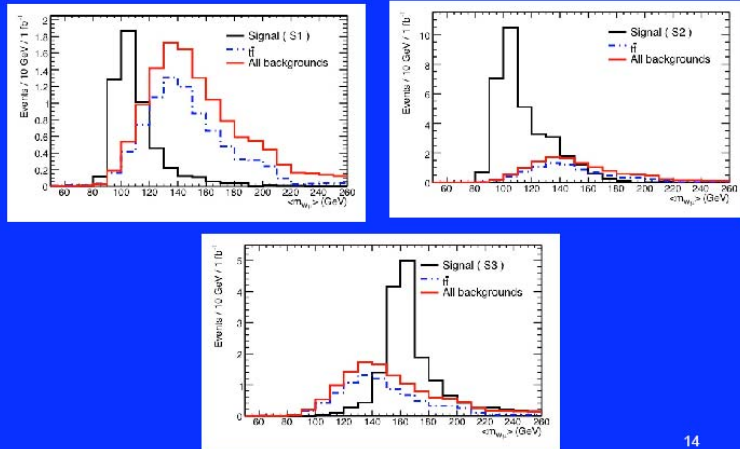 Events / 10 GeV / 1 fb⁻¹
2
1.8
1.6
1.4
1.2
1
0.8
0.6
0.4
0.2
0
Signal ( S1 )
tt̄
All backgrounds
60 80 100 120 140 160 180 200 220 240 260
<m_Wμ> (GeV)
Events / 10 GeV / 1 fb⁻¹
10
8
6
4
2
0
Signal ( S2 )
tt̄
All backgrounds
60 80 100 120 140 160 180 200 220 240 260
<m_Wμ> (GeV)
Events / 10 GeV / 1 fb⁻¹
5
4
3
2
1
0
Signal ( S3 )
tt̄
All backgrounds
60 80 100 120 140 160 180 200 220 240 260
<m_Wμ> (GeV)
14